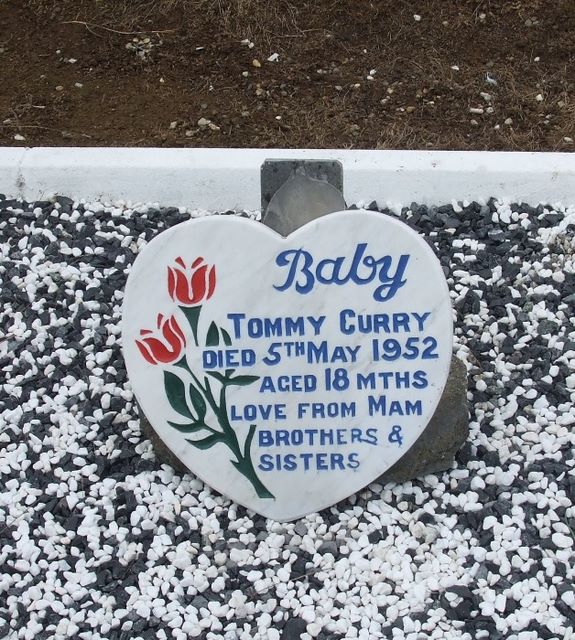 Baby
TOMMY CURRY
DIED 5TH MAY 1952
AGED 18 MTHS
LOVE FROM MAM
BROTHERS &
SISTERS